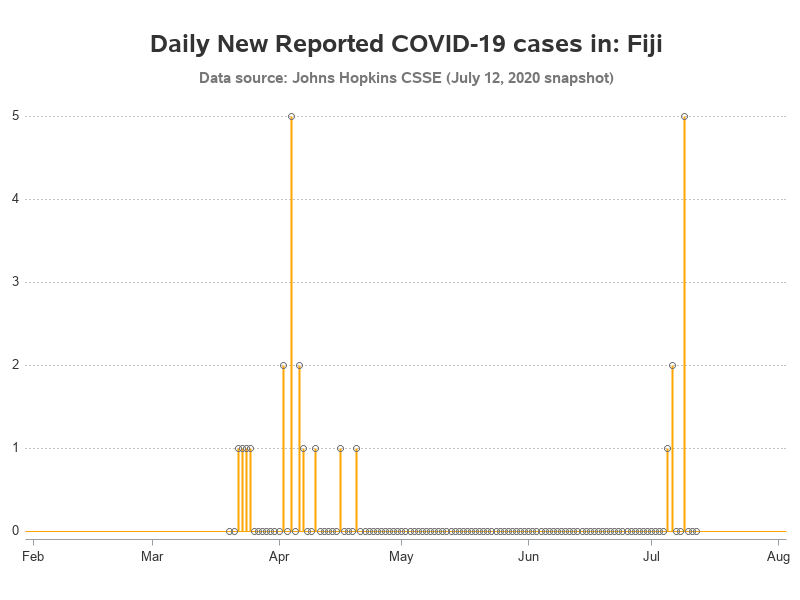 Daily New Reported COVID-19 cases in: Fiji
Data source: Johns Hopkins CSSE (July 12, 2020 snapshot)
5
4
3
2
1
0
Feb Mar Apr May Jun Jul Aug